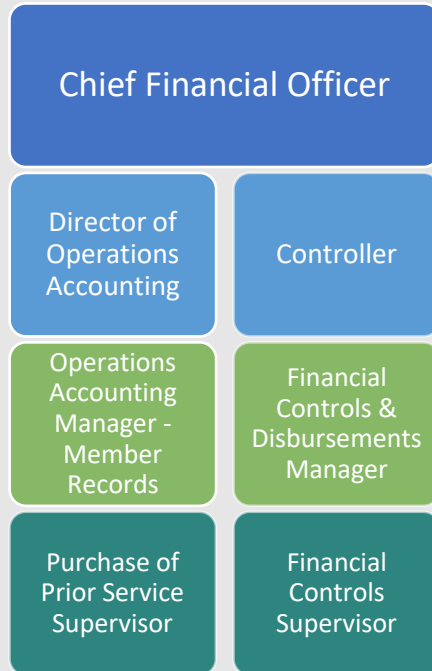 Chief Financial Officer
Director of
Operations
Accounting
Controller
Operations
Accounting
Manager -
Member
Records
Financial
Controls &
Disbursements
Manager
Purchase of
Prior Service
Supervisor
Financial
Controls
Supervisor